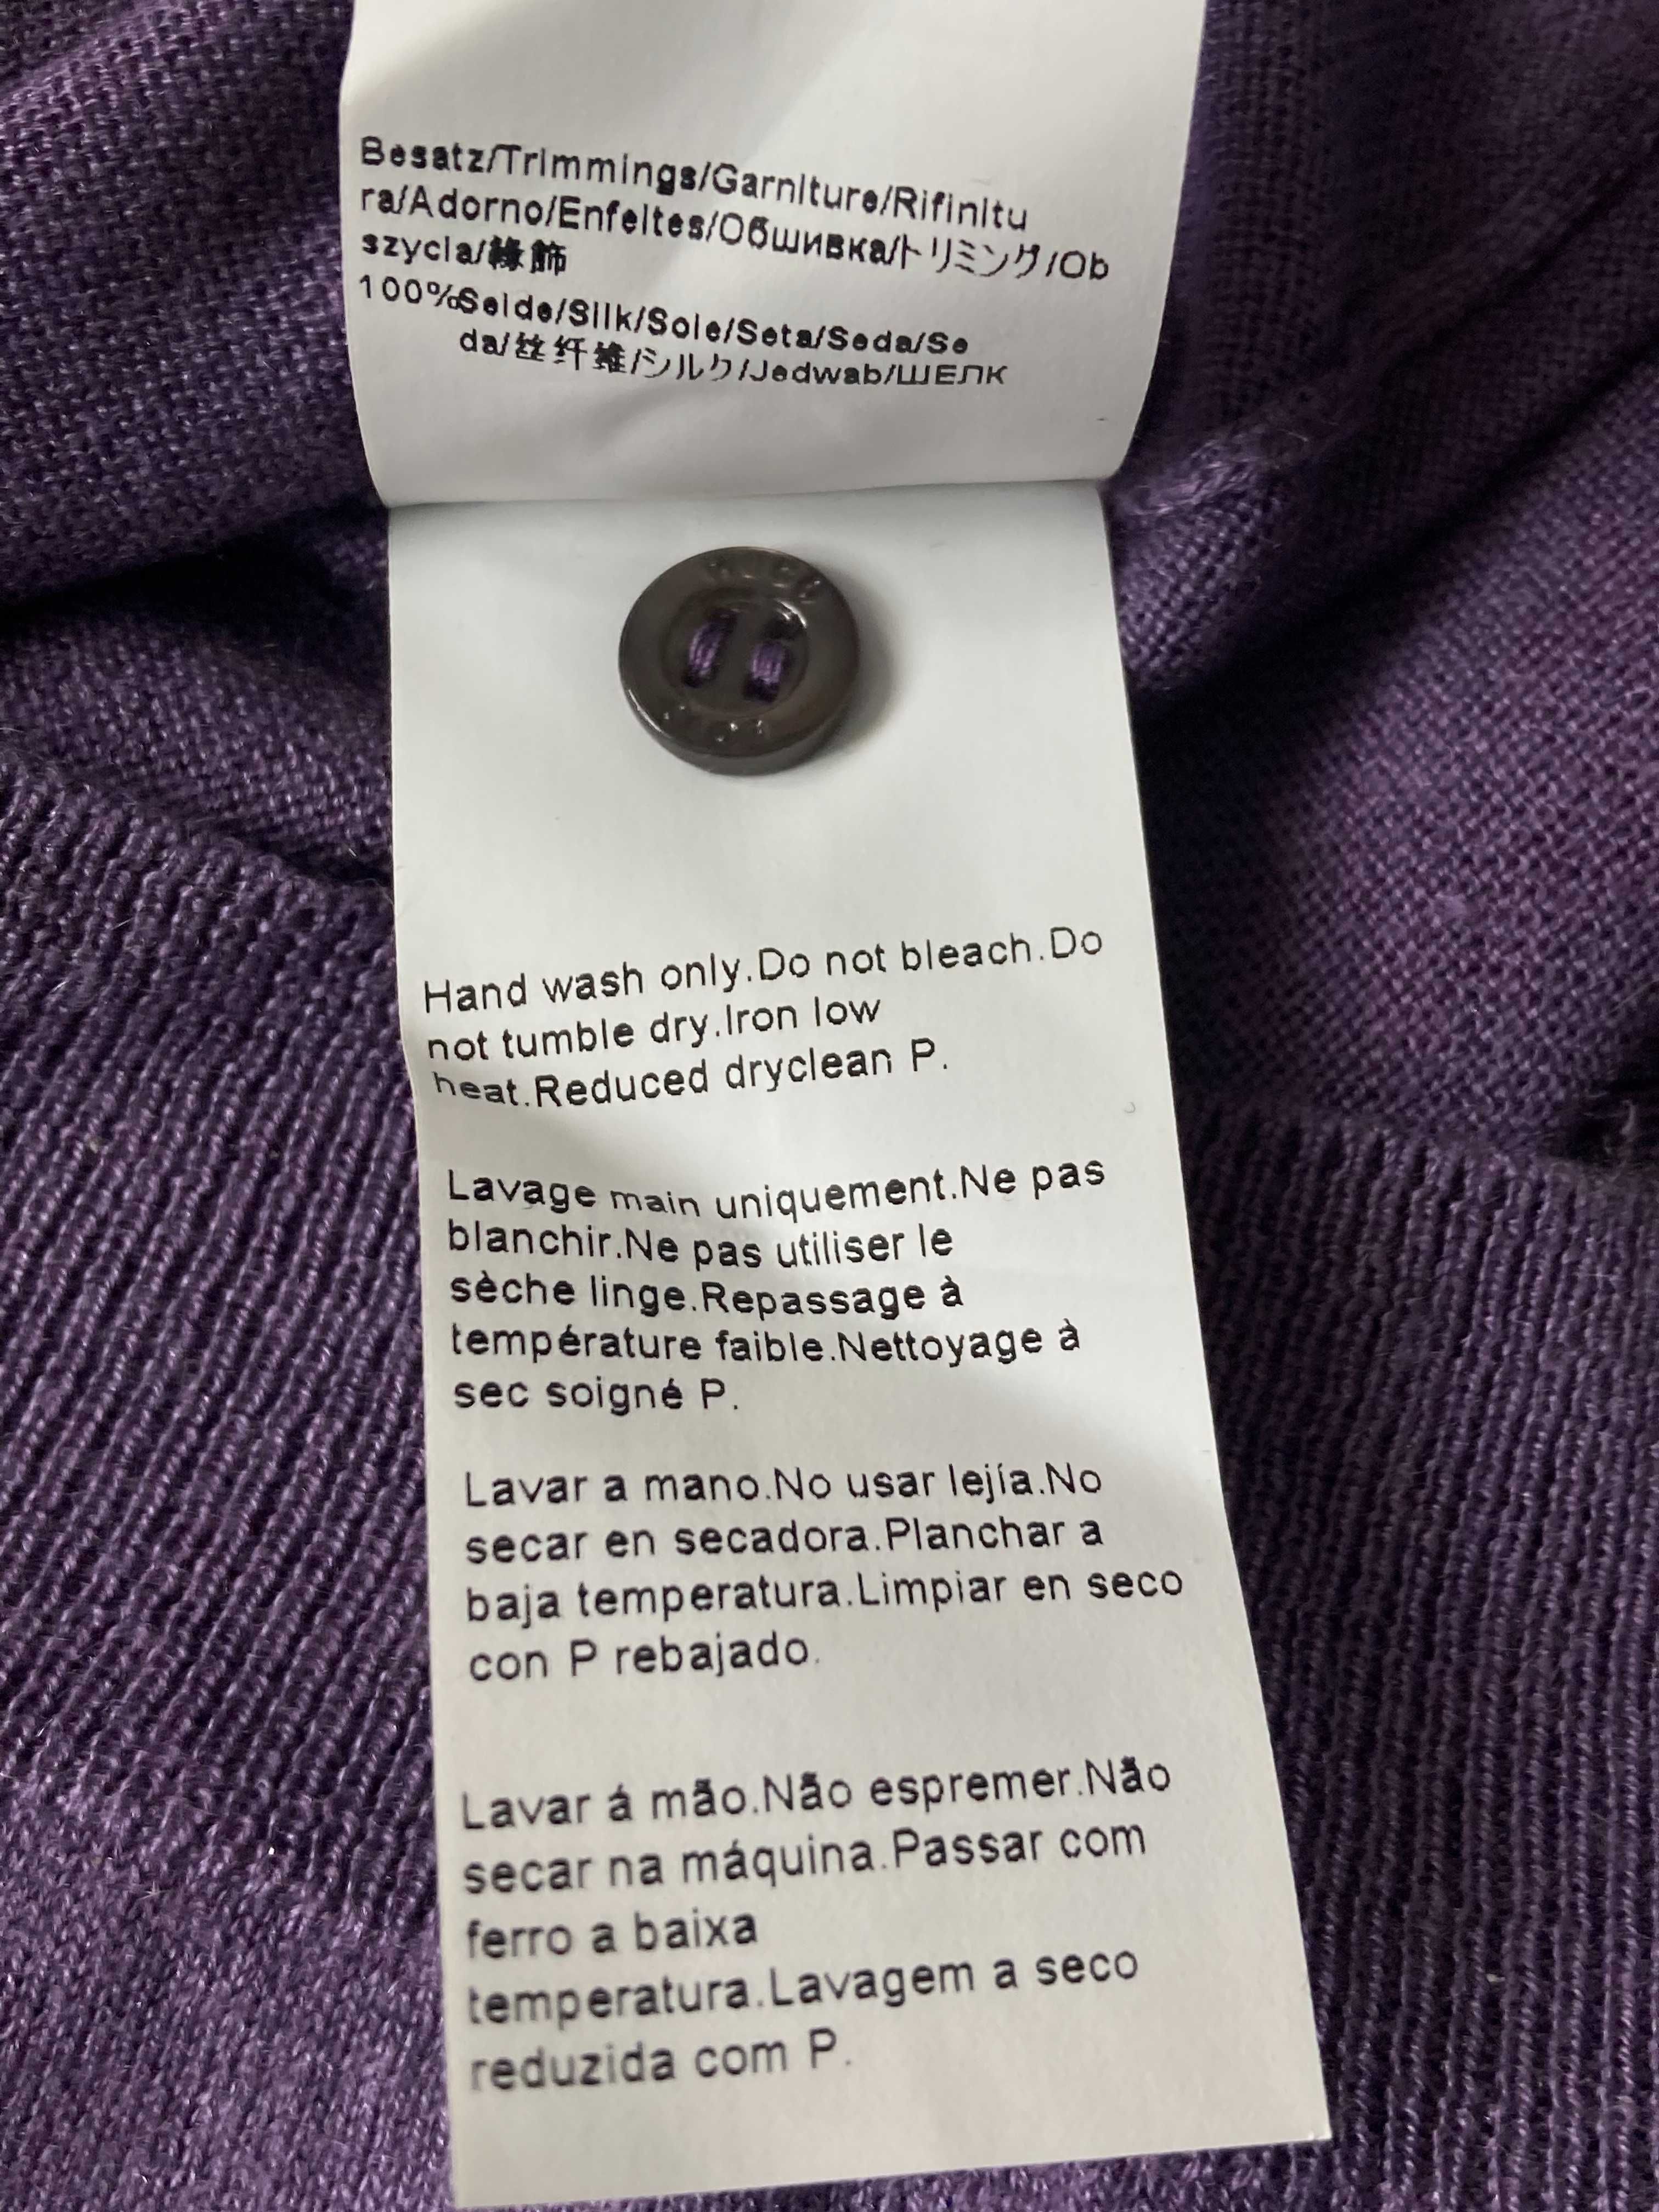 Besatz/Trimmings/Garniture/Rifinitu
ra/Adorno/Enfeites/Обшивка/トリミング/Ob
szycia/緣飾
100%Seide/Silk/Soie/Seta/Seda/Se
da/丝纤维/シルク/Jedwab/ШЕЛК
Hand wash only.Do not bleach.Do
not tumble dry.Iron low
heat.Reduced dryclean P.
Lavage main uniquement.Ne pas
blanchir.Ne pas utiliser le
sèche linge.Repassage à
température faible.Nettoyage à
sec soigné P.
Lavar a mano.No usar lejía.No
secar en secadora.Planchar a
baja temperatura.Limpiar en seco
con P rebajado.
Lavar á mão.Não espremer.Não
secar na máquina.Passar com
ferro a baixa
temperatura.Lavagem a seco
reduzida com P.